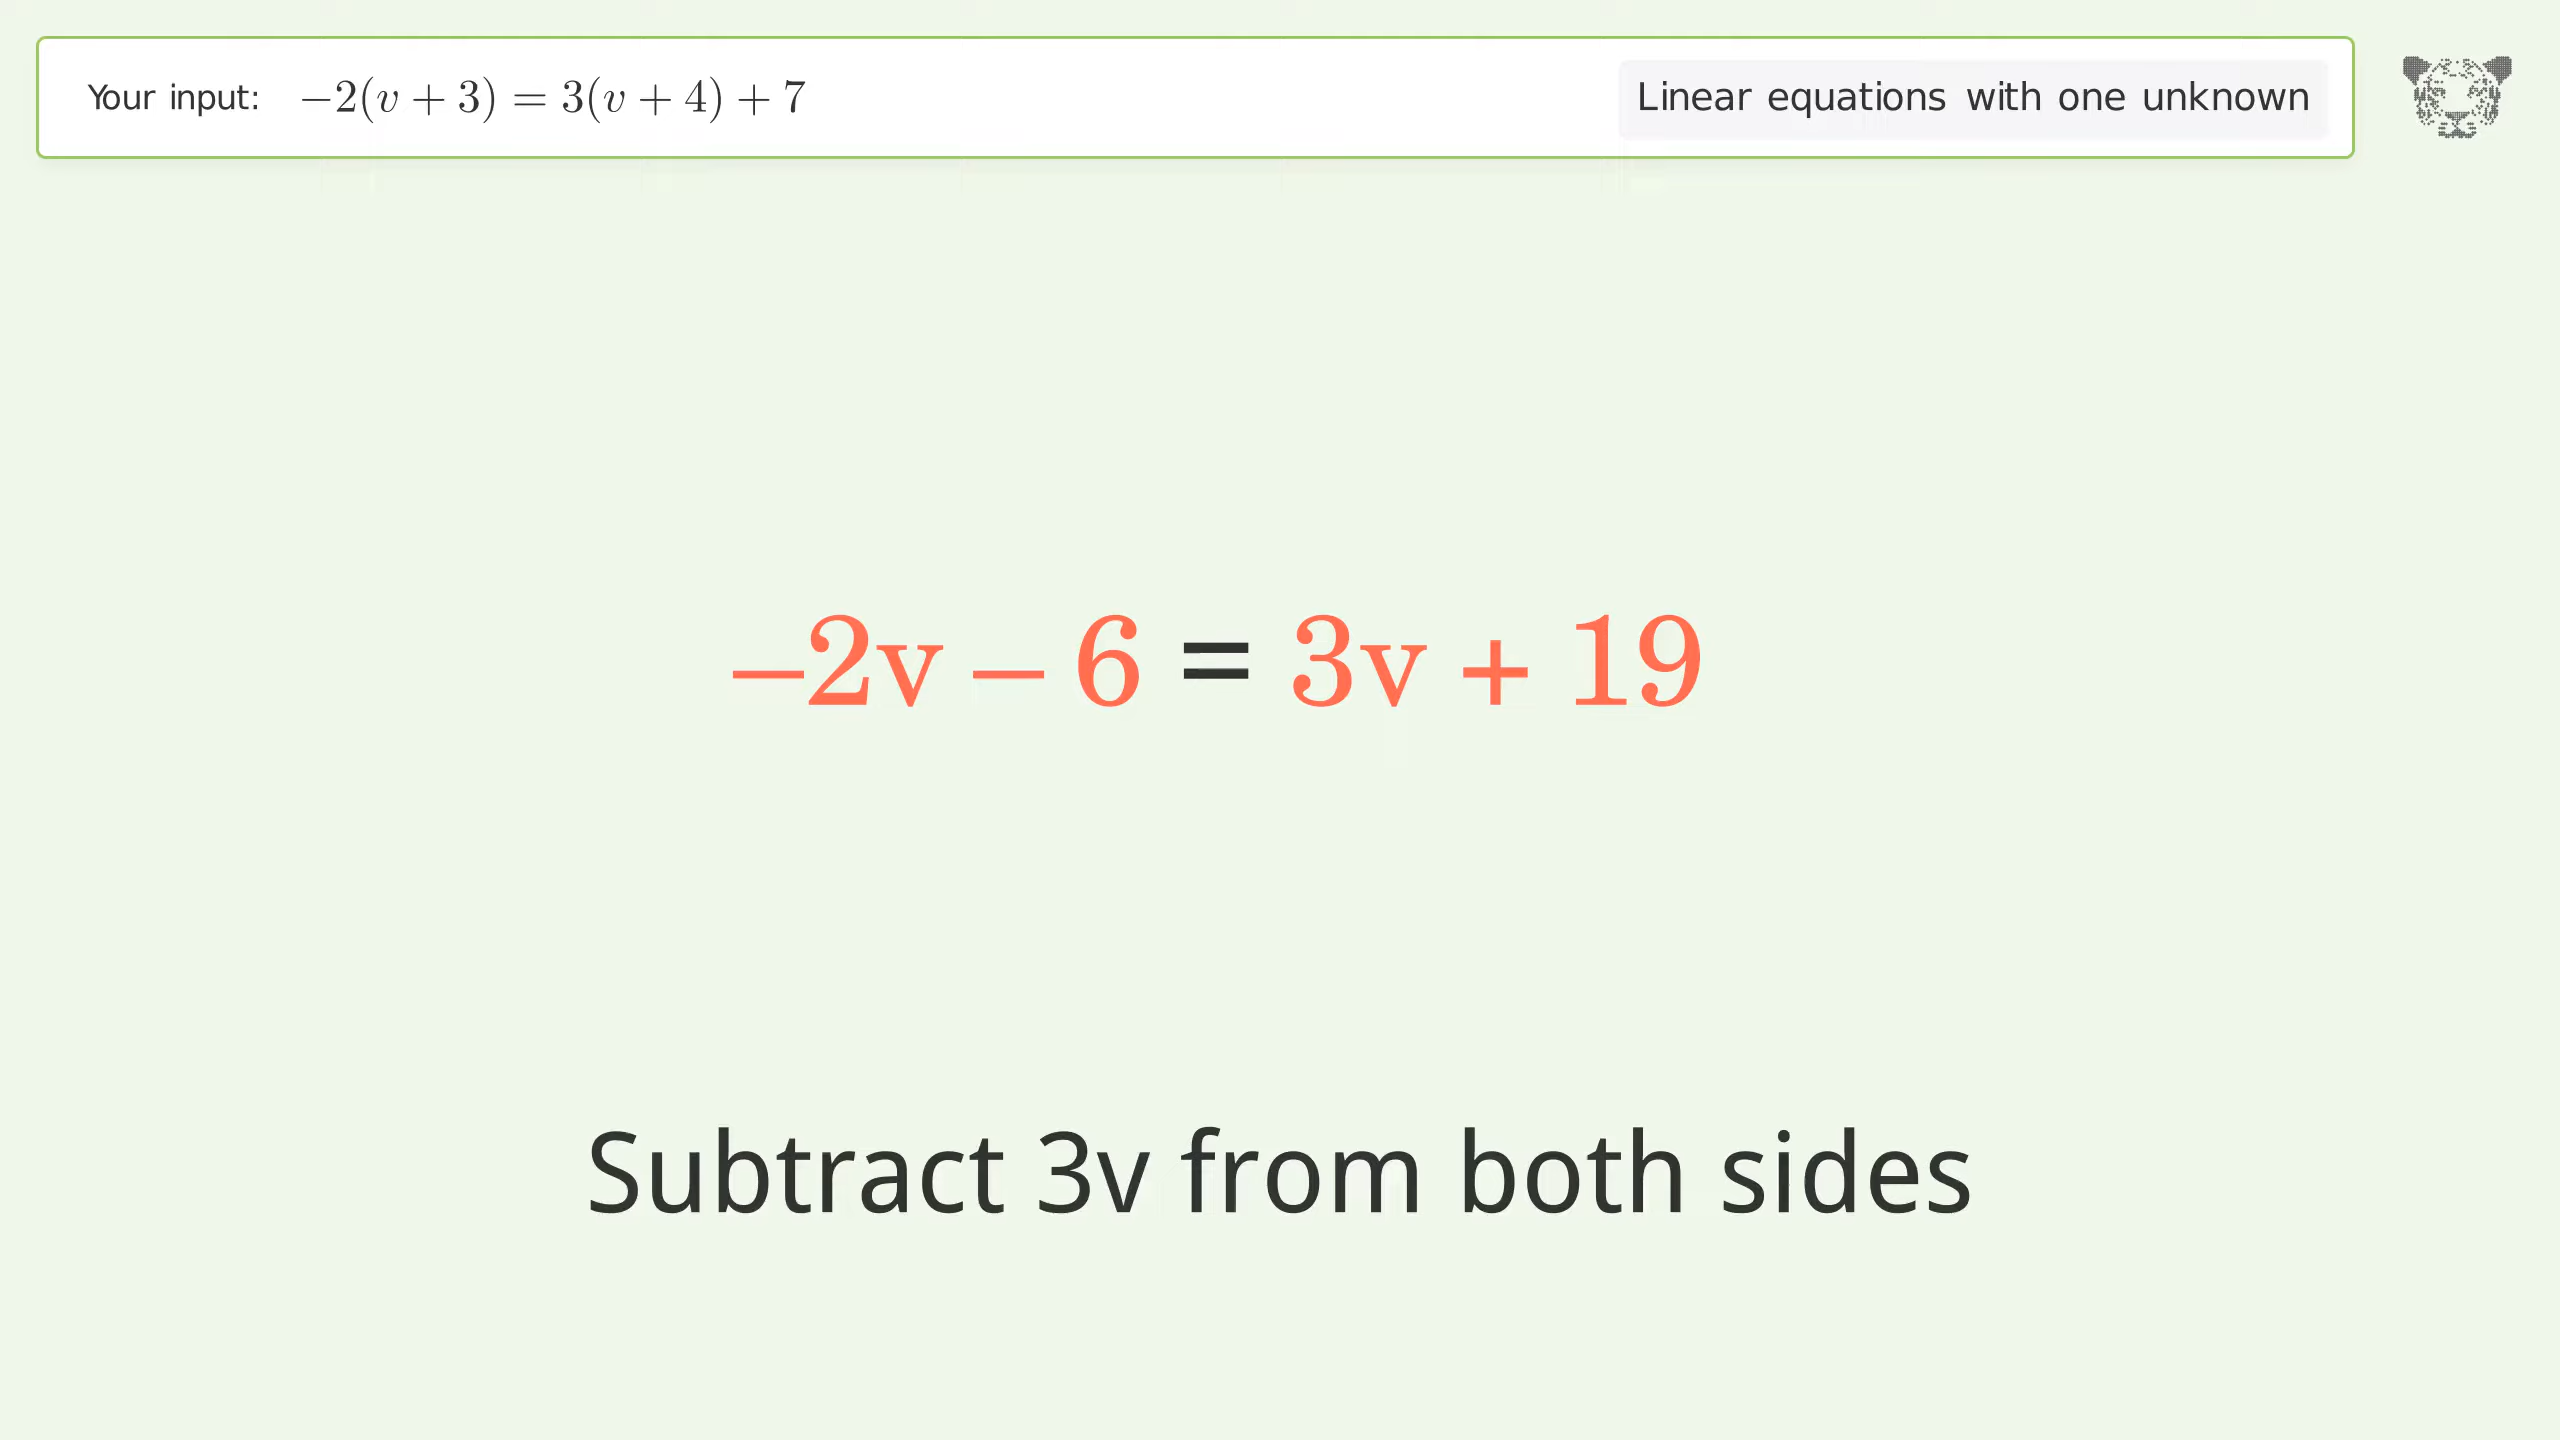 Your input: −2(v + 3) = 3(v + 4) + 7
Linear equations with one unknown
−2v − 6 = 3v + 19
Subtract 3v from both sides